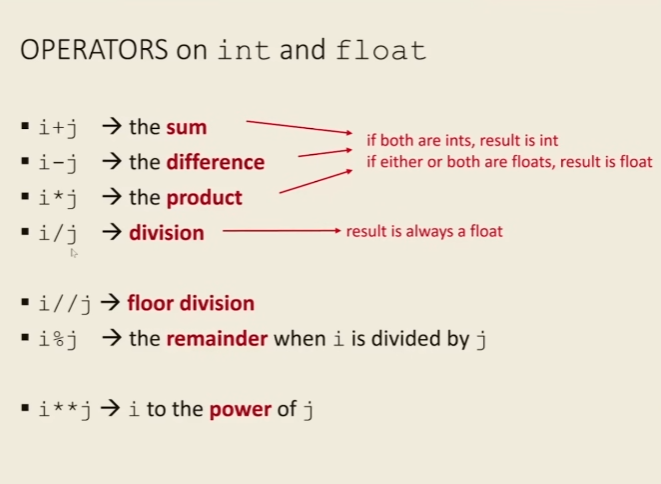 OPERATORS on int and float
▪ i+j → the sum
if both are ints, result is int
▪ i-j → the difference
if either or both are floats, result is float
▪ i*j → the product
▪ i/j → division
result is always a float
▪ i//j → floor division
▪ i%j → the remainder when i is divided by j
▪ i**j → i to the power of j